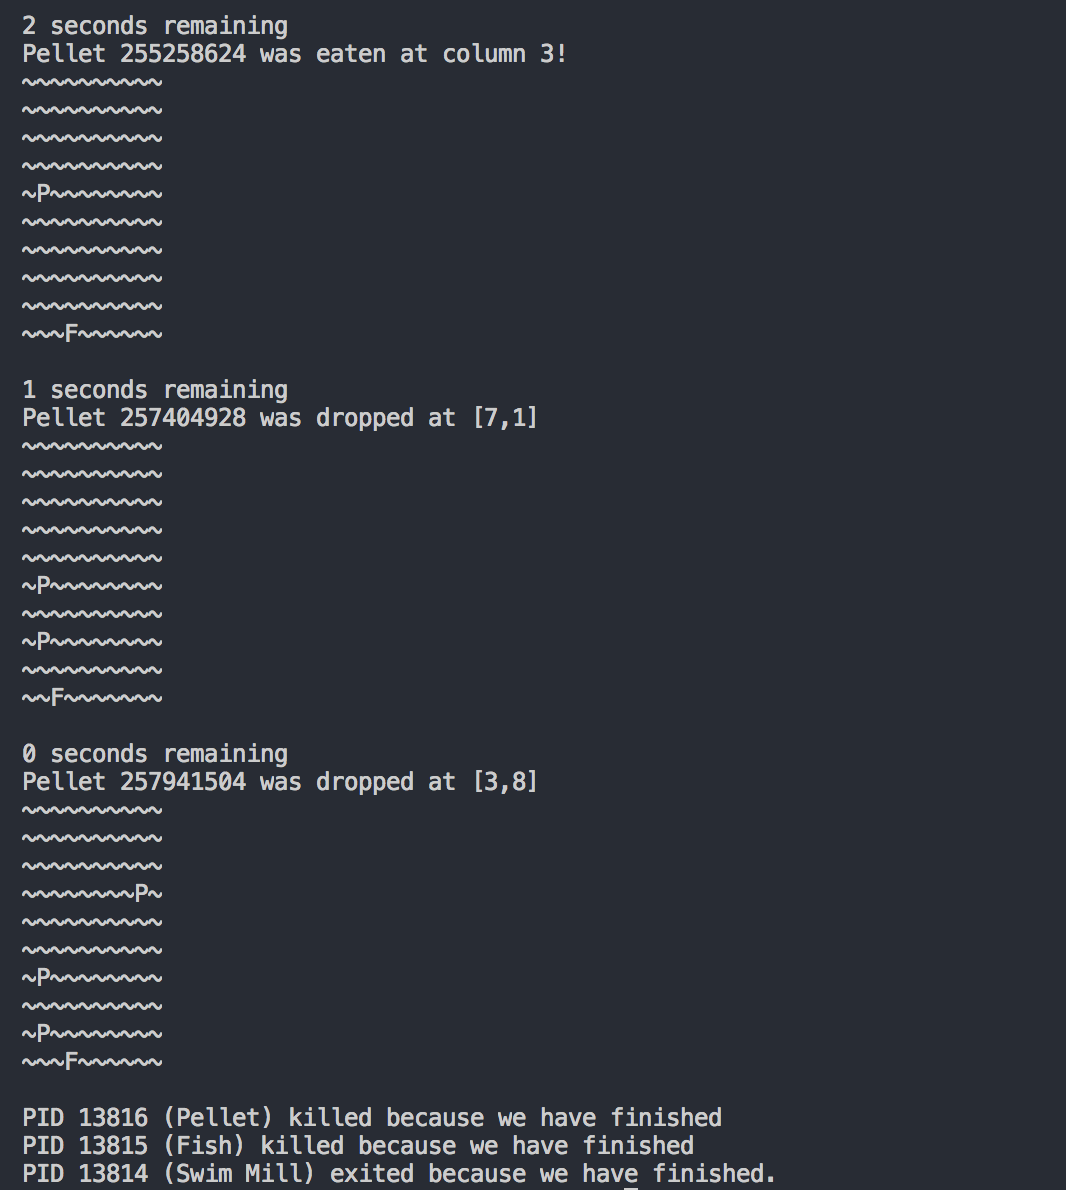 2 seconds remaining
Pellet 255258624 was eaten at column 3!
~~~~~~~~~~
~~~~~~~~~~
~~~~~~~~~~
~~~~~~~~~~
~P~~~~~~~~
~~~~~~~~~~
~~~~~~~~~~
~~~~~~~~~~
~~~~~~~~~~
~~~F~~~~~~
1 seconds remaining
Pellet 257404928 was dropped at [7,1]
~~~~~~~~~~
~~~~~~~~~~
~~~~~~~~~~
~~~~~~~~~~
~~~~~~~~~~
~P~~~~~~~~
~~~~~~~~~~
~P~~~~~~~~
~~~~~~~~~~
~~F~~~~~~~
0 seconds remaining
Pellet 257941504 was dropped at [3,8]
~~~~~~~~~~
~~~~~~~~~~
~~~~~~~~~~
~~~~~~~~P~
~~~~~~~~~~
~~~~~~~~~~
~P~~~~~~~~
~~~~~~~~~~
~P~~~~~~~~
~~~F~~~~~~
PID 13816 (Pellet) killed because we have finished
PID 13815 (Fish) killed because we have finished
PID 13814 (Swim Mill) exited because we have finished.